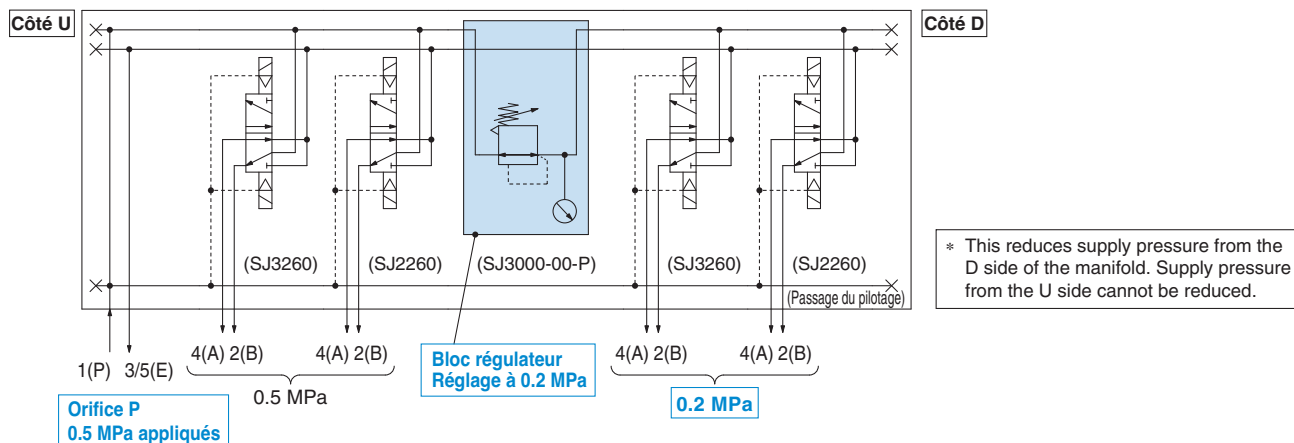 Côté U
Côté D
(SJ3260)
(SJ2260)
(SJ3000-00-P)
(SJ3260)
(SJ2260)
(Passage du pilotage)
* This reduces supply pressure from the
D side of the manifold. Supply pressure
from the U side cannot be reduced.
1(P)
3/5(E)
4(A) 2(B)
4(A) 2(B)
4(A) 2(B)
4(A) 2(B)
0.5 MPa
Bloc régulateur
Réglage à 0.2 MPa
0.2 MPa
Orifice P
0.5 MPa appliqués